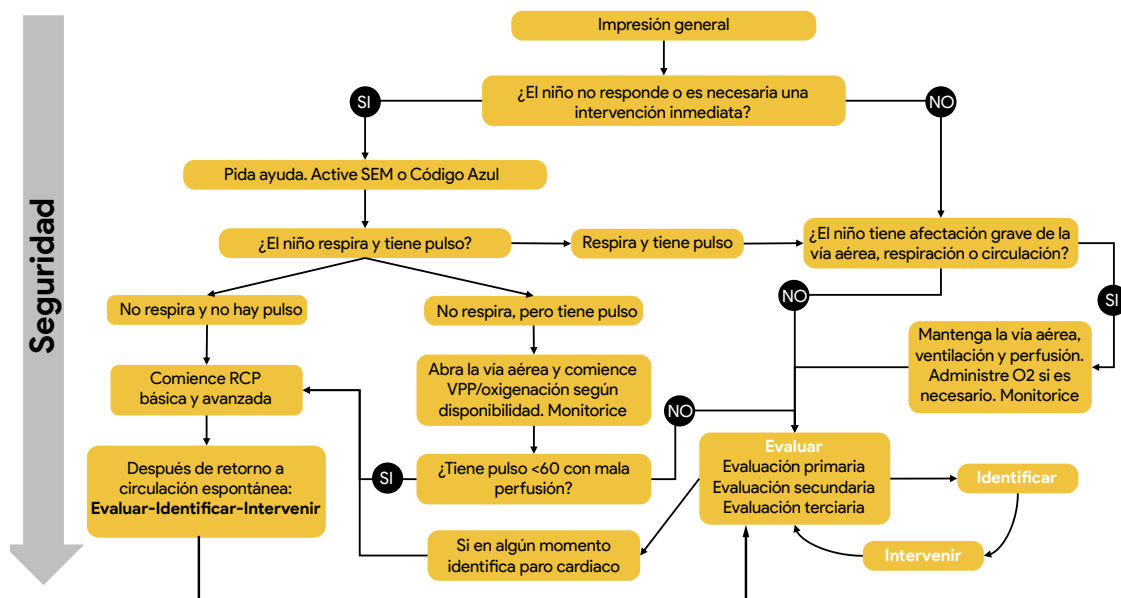 Seguridad
Impresión general
¿El niño no responde o es necesaria una
intervención inmediata?
SI
NO
Pida ayuda. Active SEM o Código Azul
¿El niño respira y tiene pulso?
Respira y tiene pulso
¿El niño tiene afectación grave de la
vía aérea, respiración o circulación?
NO
SI
No respira y no hay pulso
No respira, pero tiene pulso
Mantenga la vía aérea,
ventilación y perfusión.
Administre O2 si es
necesario. Monitorice
Comience RCP
básica y avanzada
Abra la vía aérea y comience
VPP/oxigenación según
disponibilidad. Monitorice
NO
Después de retorno a
circulación espontánea:
Evaluar-Identificar-Intervenir
SI
¿Tiene pulso <60 con mala
perfusión?
Evaluar
Evaluación primaria
Evaluación secundaria
Evaluación terciaria
Identificar
Intervenir
Si en algún momento
identifica paro cardiaco